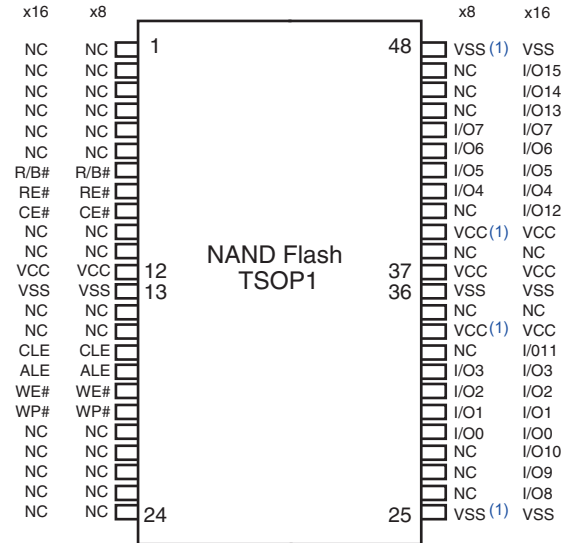 x16 x8 x8 x16
NC NC 1 48 VSS (1) VSS
NC NC NC I/O15
NC NC NC I/O14
NC NC NC I/O13
NC NC I/O7 I/O7
NC NC I/O6 I/O6
R/B# R/B# I/O5 I/O5
RE# RE# I/O4 I/O4
CE# CE# NC I/O12
NC NC VCC (1) VCC
NC NC NAND Flash NC NC
VCC VCC 12 TSOP1 37 VCC VCC
VSS VSS 13 36 VSS VSS
NC NC NC NC
NC NC VCC (1) VCC
CLE CLE NC I/011
ALE ALE I/O3 I/O3
WE# WE# I/O2 I/O2
WP# WP# I/O1 I/O1
NC NC I/O0 I/O0
NC NC NC I/O10
NC NC NC I/O9
NC NC NC I/O8
NC NC 24 25 VSS (1) VSS